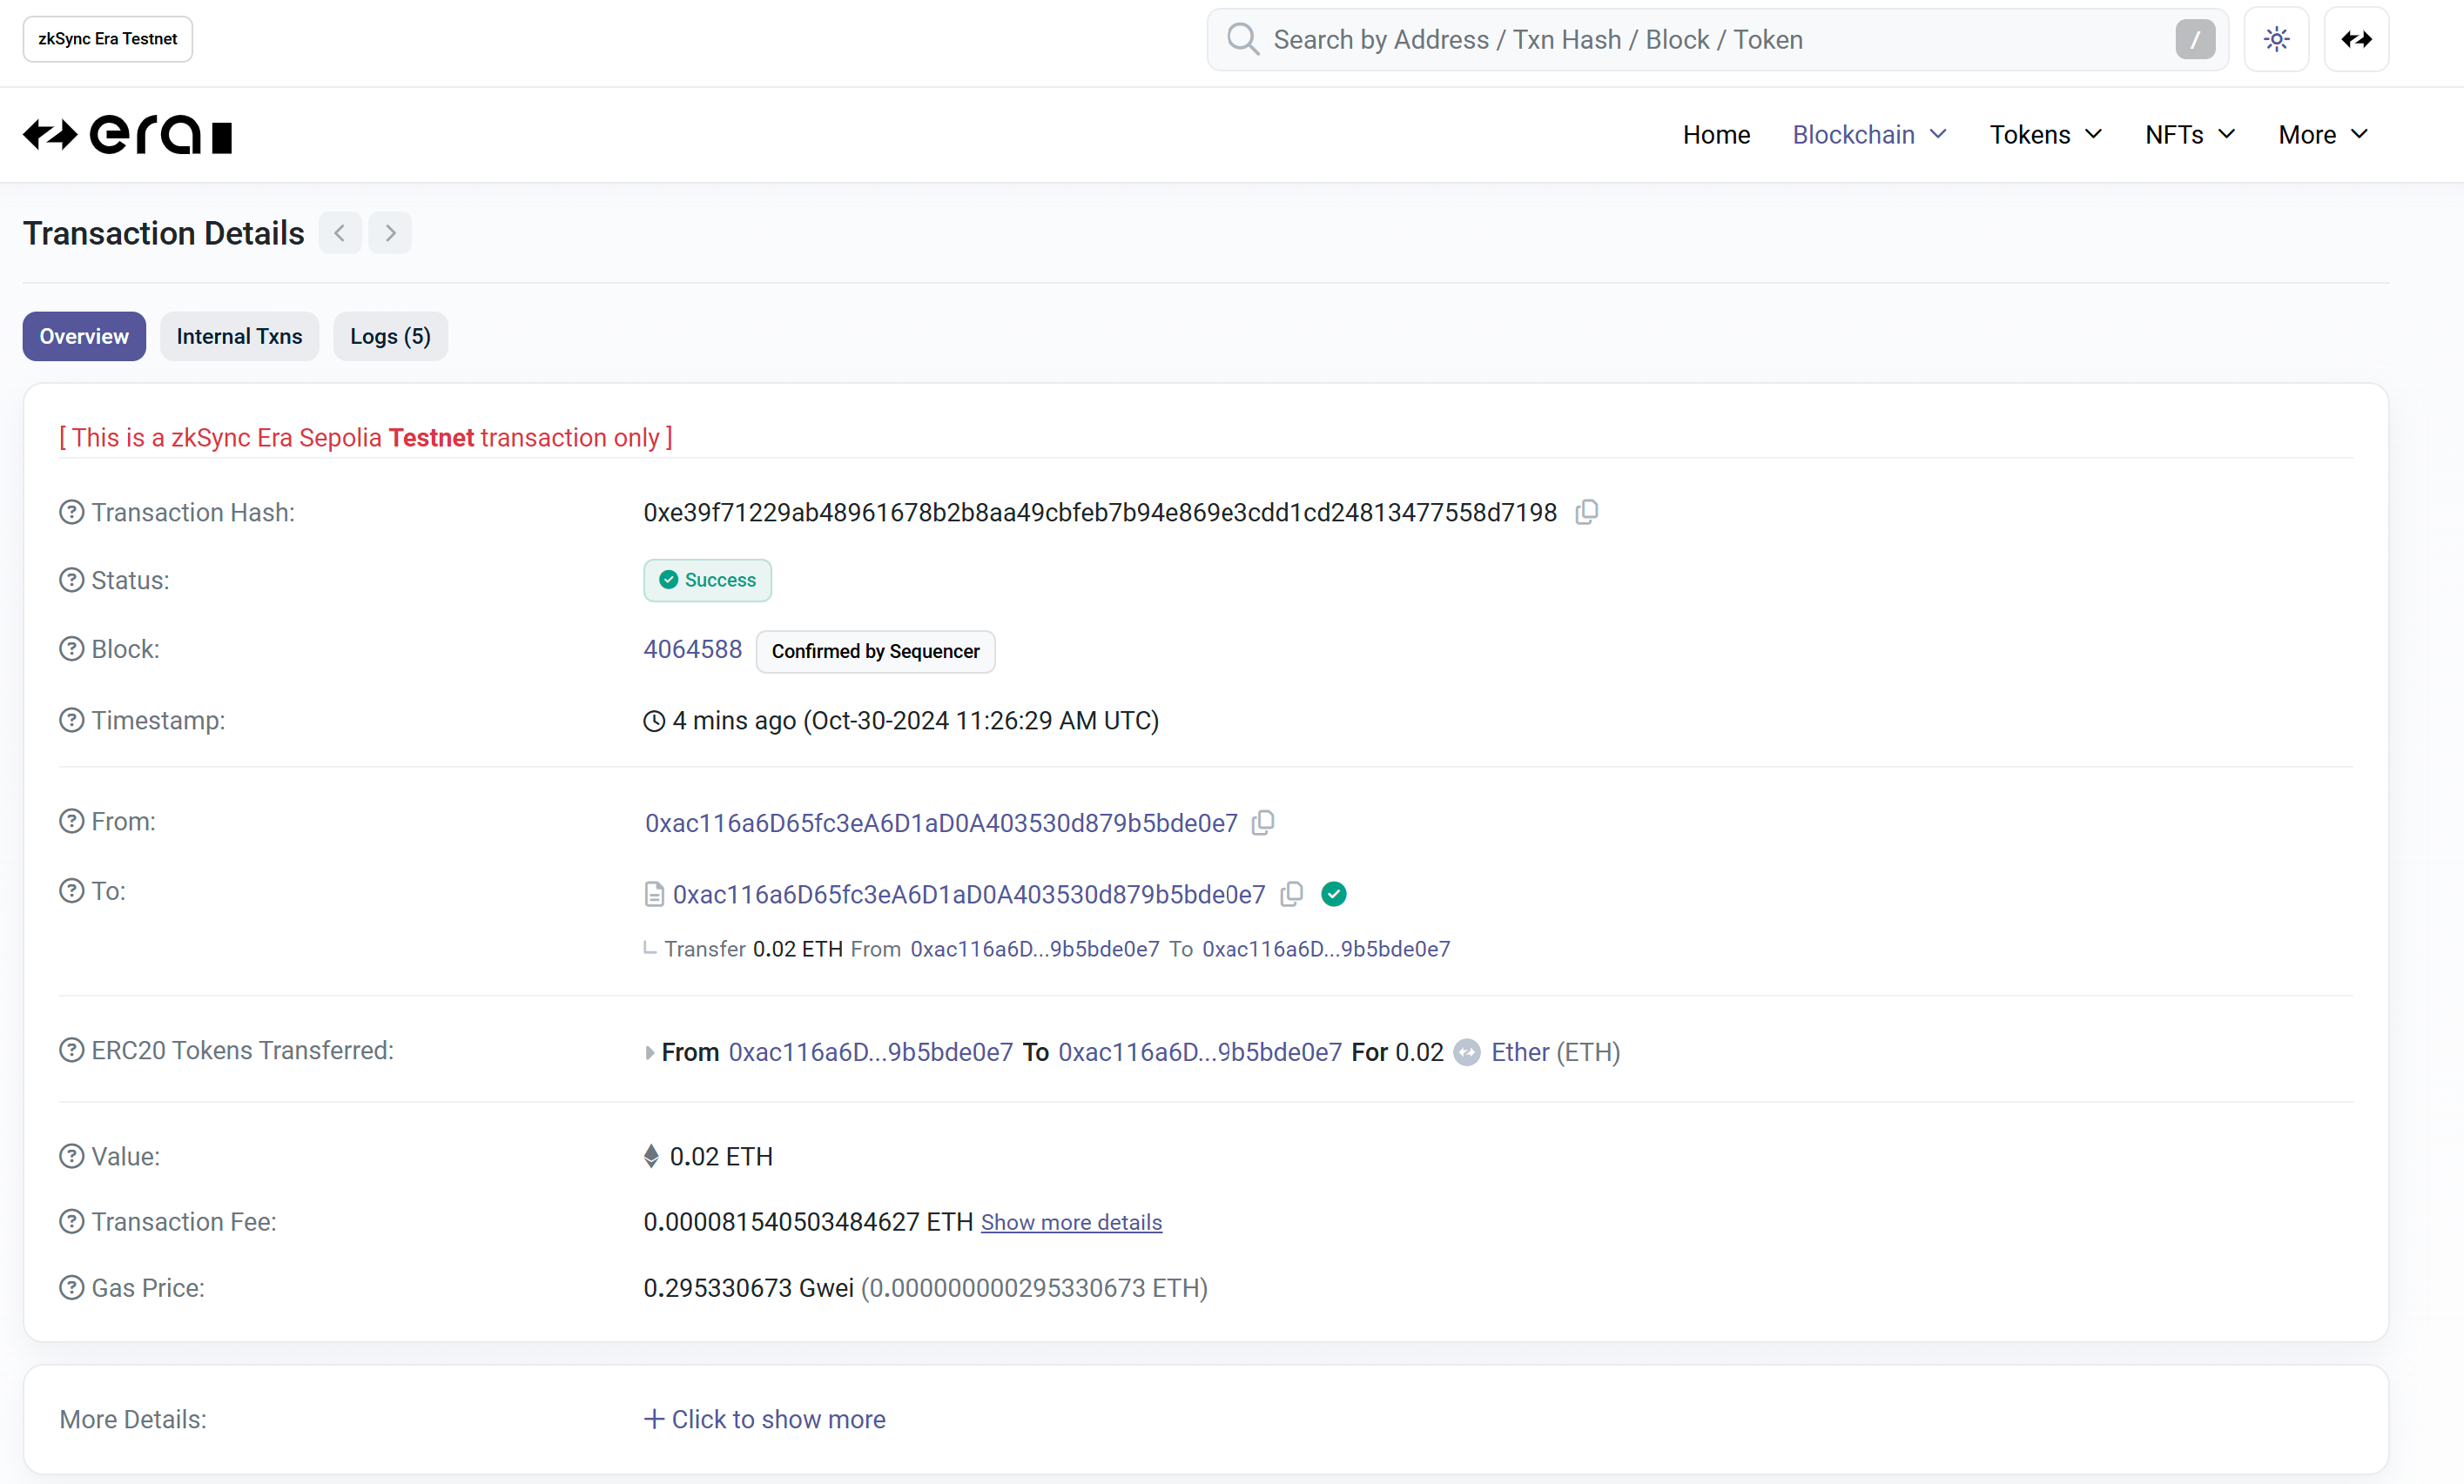 zkSync Era Testnet
Search by Address / Txn Hash / Block / Token
/
era
Home Blockchain Tokens NFTs More
Transaction Details
Overview Internal Txns Logs (5)
[ This is a zkSync Era Sepolia Testnet transaction only ]
Transaction Hash: 0xe39f71229ab48961678b2b8aa49cbfeb7b94e869e3cdd1cd24813477558d7198
Status: Success
Block: 4064588 Confirmed by Sequencer
Timestamp: 4 mins ago (Oct-30-2024 11:26:29 AM UTC)
From: 0xac116a6D65fc3eA6D1aD0A403530d879b5bde0e7
To: 0xac116a6D65fc3eA6D1aD0A403530d879b5bde0e7
Transfer 0.02 ETH From 0xac116a6D...9b5bde0e7 To 0xac116a6D...9b5bde0e7
ERC20 Tokens Transferred: From 0xac116a6D...9b5bde0e7 To 0xac116a6D...9b5bde0e7 For 0.02 Ether (ETH)
Value: 0.02 ETH
Transaction Fee: 0.000081540503484627 ETH Show more details
Gas Price: 0.295330673 Gwei (0.000000000295330673 ETH)
More Details: + Click to show more